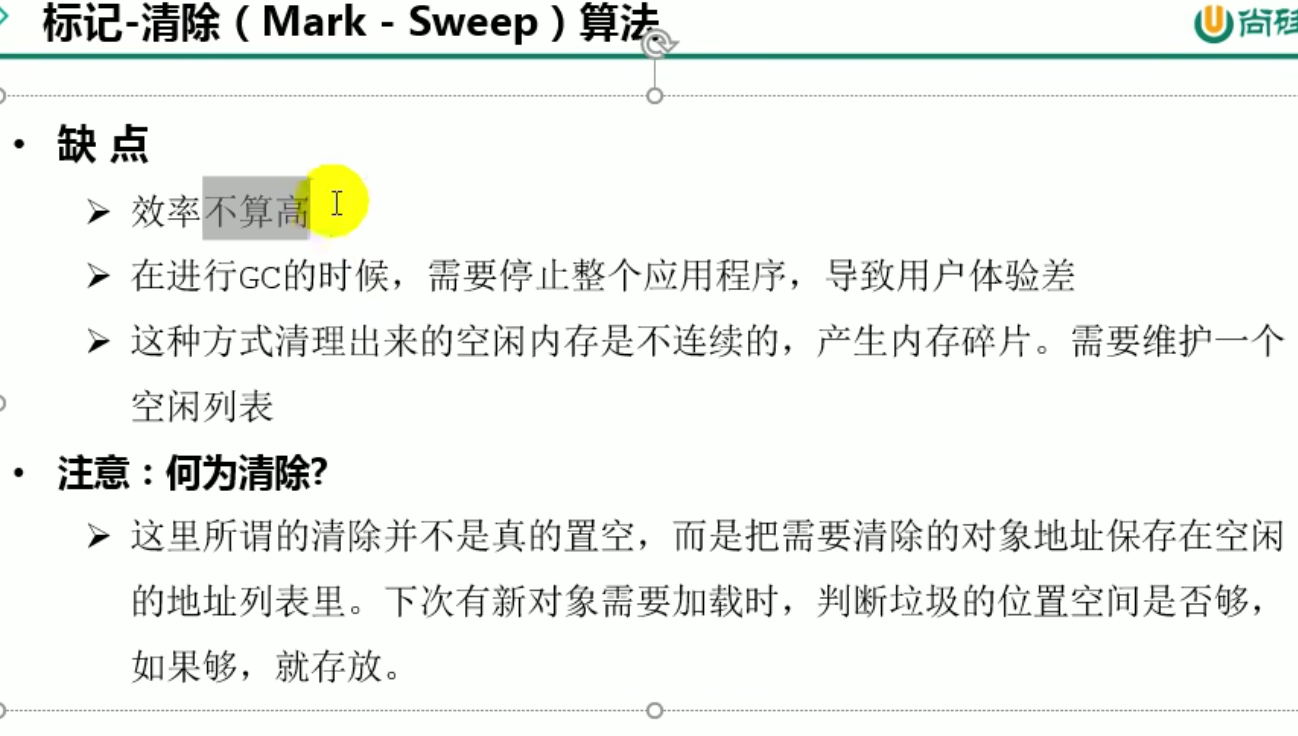 标记-清除（Mark - Sweep）算法
尚硅
• 缺 点
➢ 效率不算高
➢ 在进行GC的时候，需要停止整个应用程序，导致用户体验差
➢ 这种方式清理出来的空闲内存是不连续的，产生内存碎片。需要维护一个
空闲列表
• 注意：何为清除?
➢ 这里所谓的清除并不是真的置空，而是把需要清除的对象地址保存在空闲
的地址列表里。下次有新对象需要加载时，判断垃圾的位置空间是否够，
如果够，就存放。